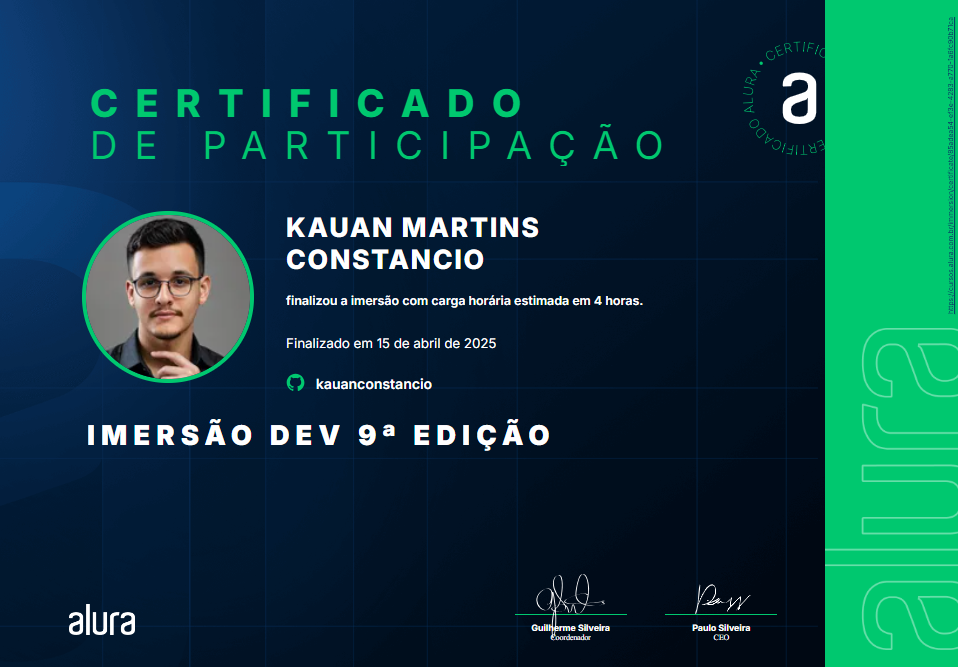 CERTIFICADO
DE PARTICIPAÇÃO
ALURA • CERTIFIC
CERTIFICADO ALURA
a
KAUAN MARTINS
CONSTANCIO
finalizou a imersão com carga horária estimada em 4 horas.
Finalizado em 15 de abril de 2025
kauanconstancio
IMERSÃO DEV 9ª EDIÇÃO
alura
Guilherme Silveira
Coordenador
Paulo Silveira
CEO
alura
a